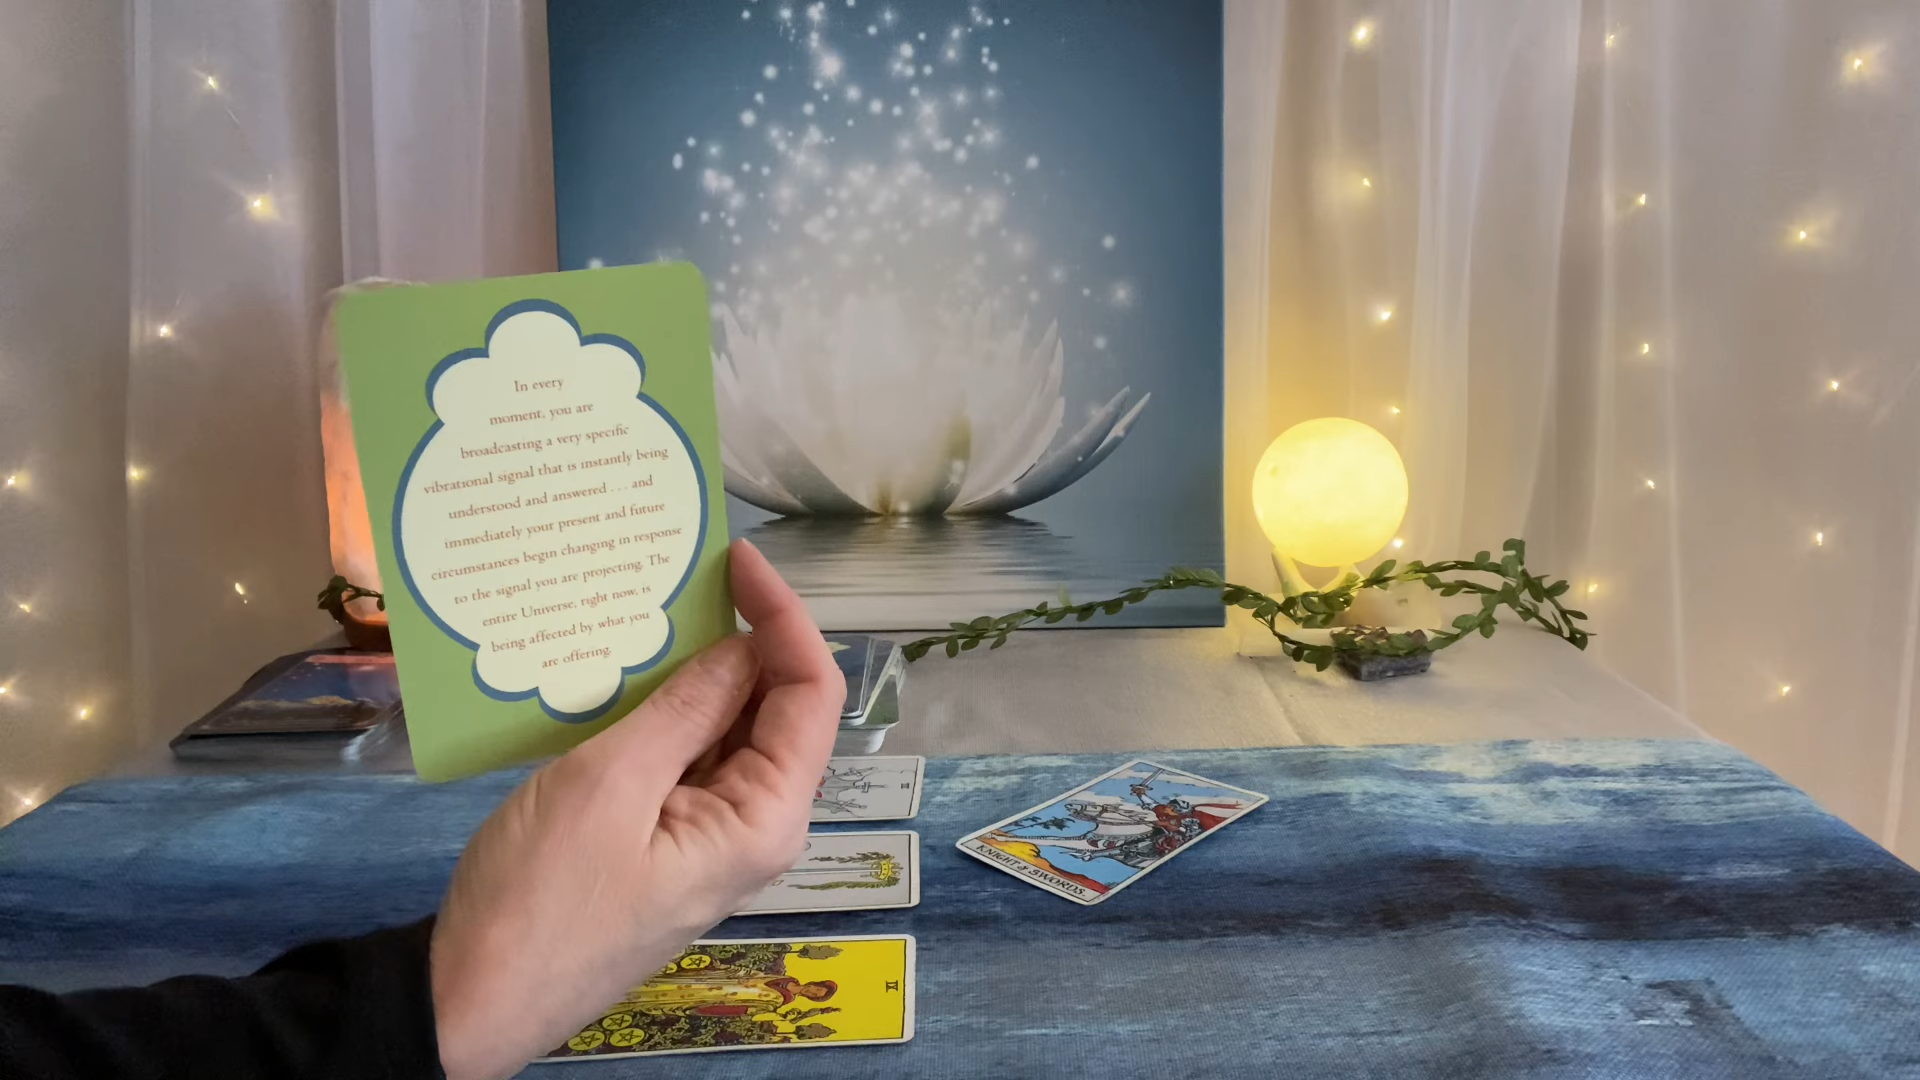 In every
moment, you are
broadcasting a very specific
vibrational signal that is instantly being
understood and answered . . . and
immediately your present and future
circumstances begin changing in response
to the signal you are projecting. The
entire Universe, right now, is
being affected by what you
are offering.
III
KNIGHT of SWORDS.
IX